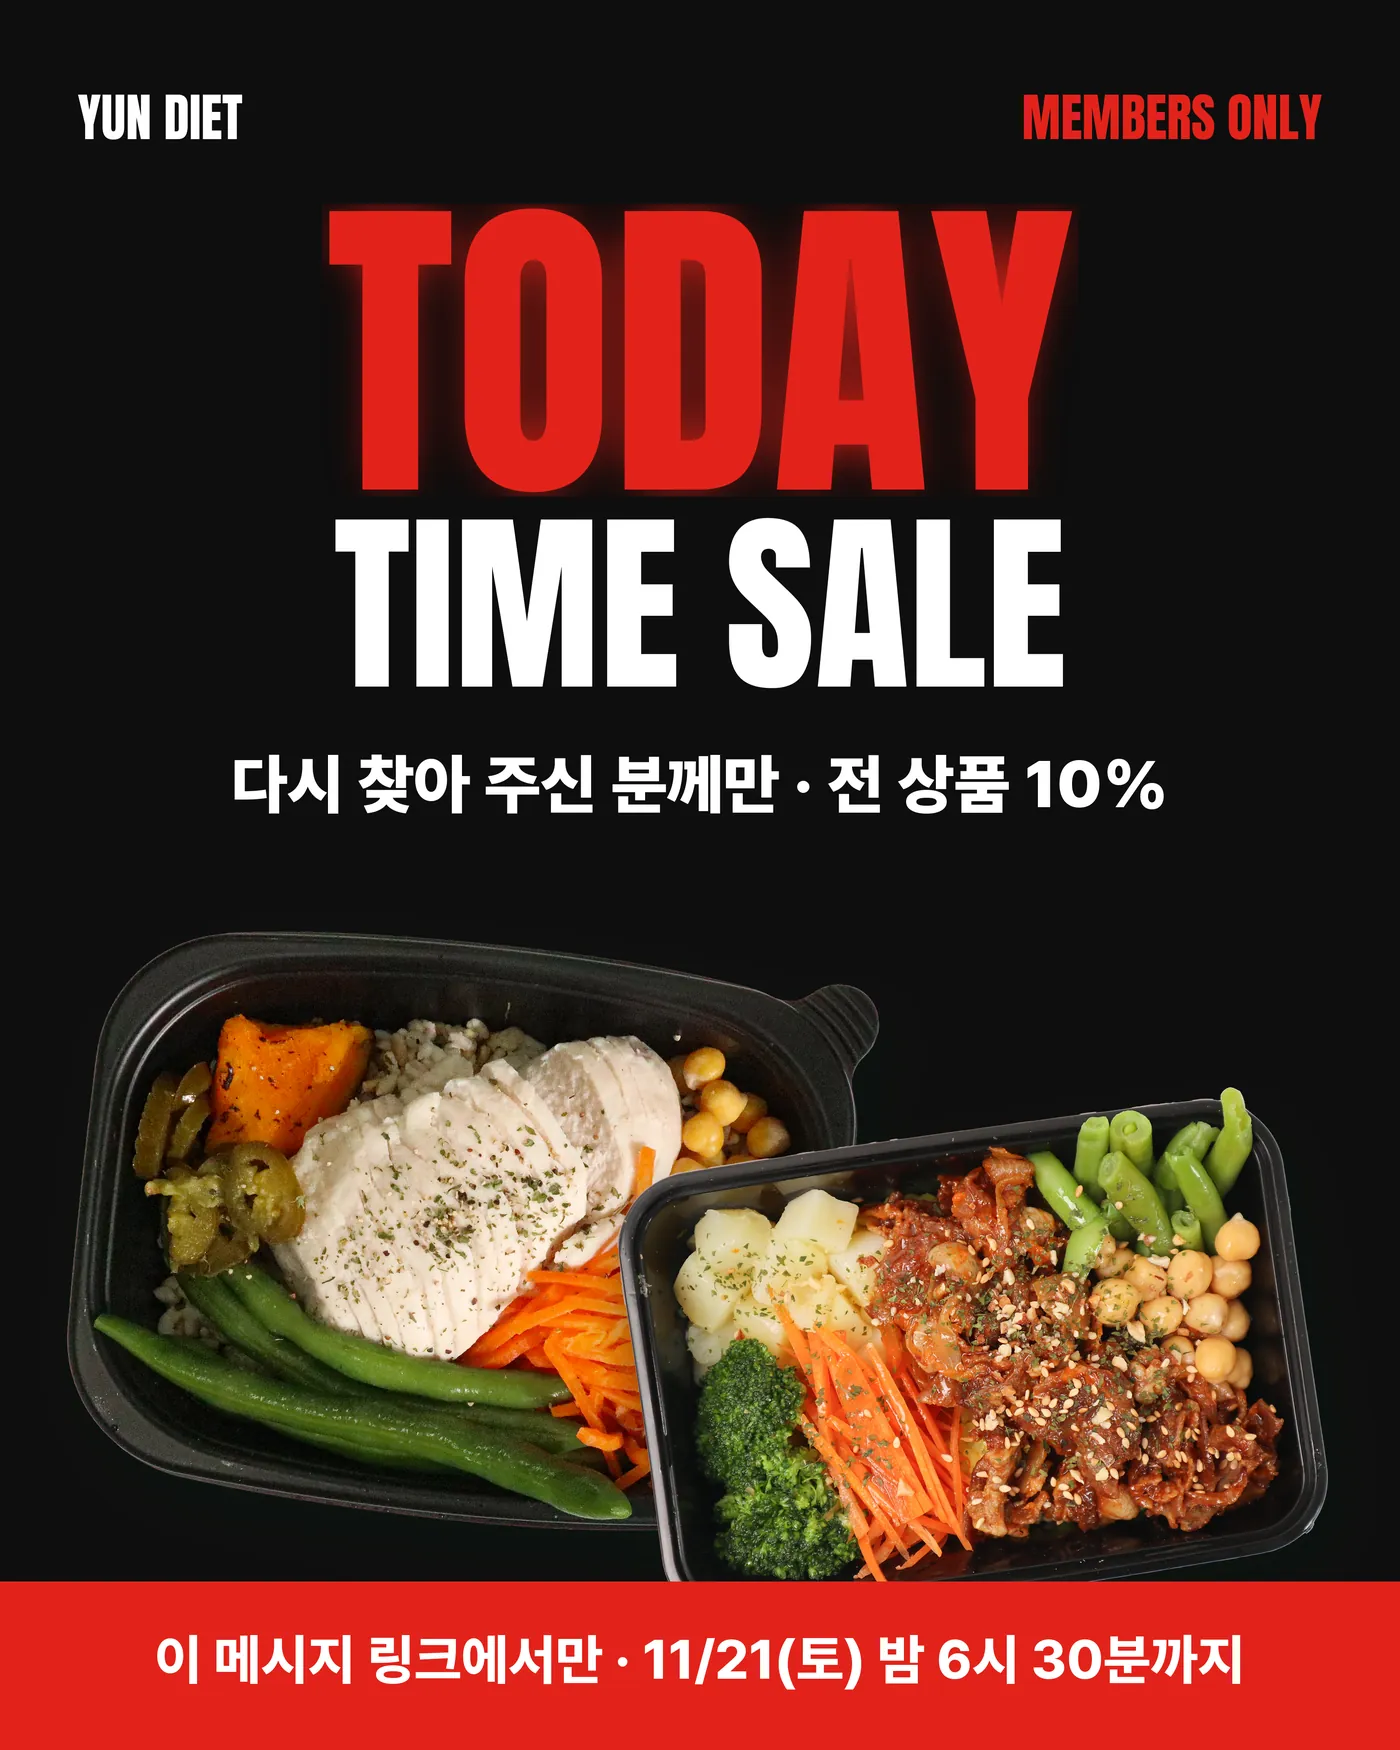 YUN DIET
MEMBERS ONLY
TODAY
TIME SALE
다시 찾아 주신 분께만 · 전 상품 10%
이 메시지 링크에서만 · 11/21(토) 밤 6시 30분까지